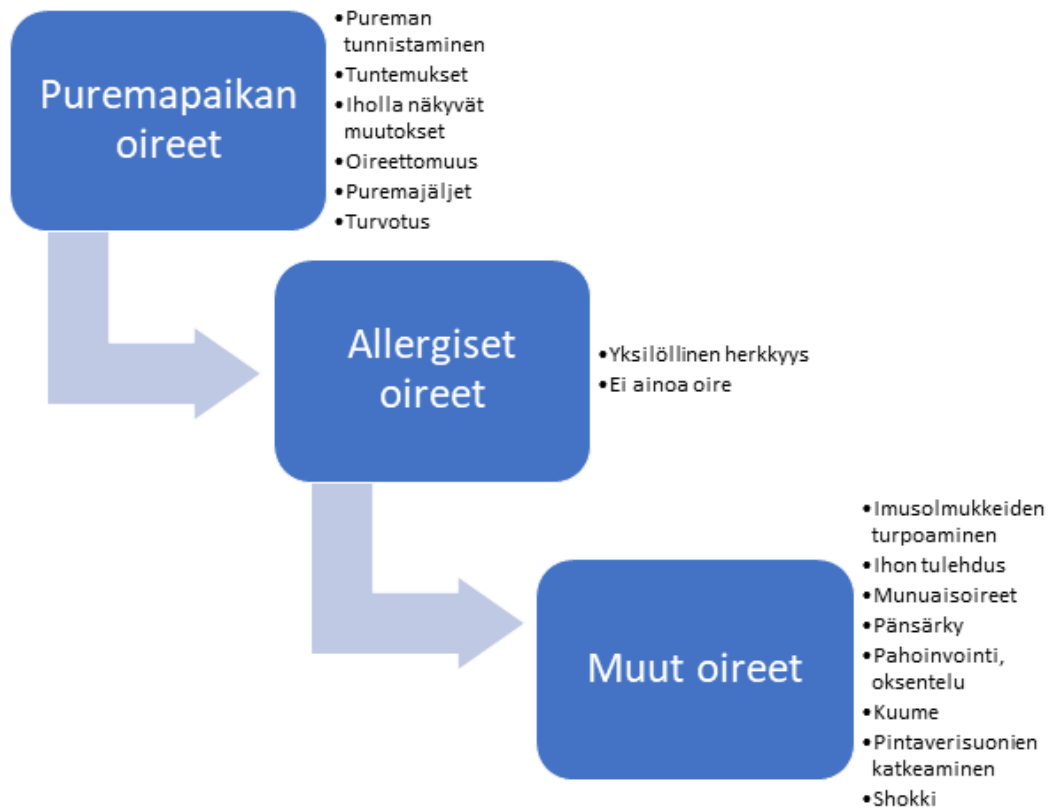 Puremapaikan
oireet
•Pureman
tunnistaminen
•Tuntemukset
•Iholla näkyvät
muutokset
•Oireettomuus
•Puremajäljet
•Turvotus
Allergiset
oireet
•Yksilöllinen herkkyys
•Ei ainoa oire
Muut oireet
•Imusolmukkeiden
turpoaminen
•Ihon tulehdus
•Munuaisoireet
•Pänsärky
•Pahoinvointi,
oksentelu
•Kuume
•Pintaverisuonien
katkeaminen
•Shokki